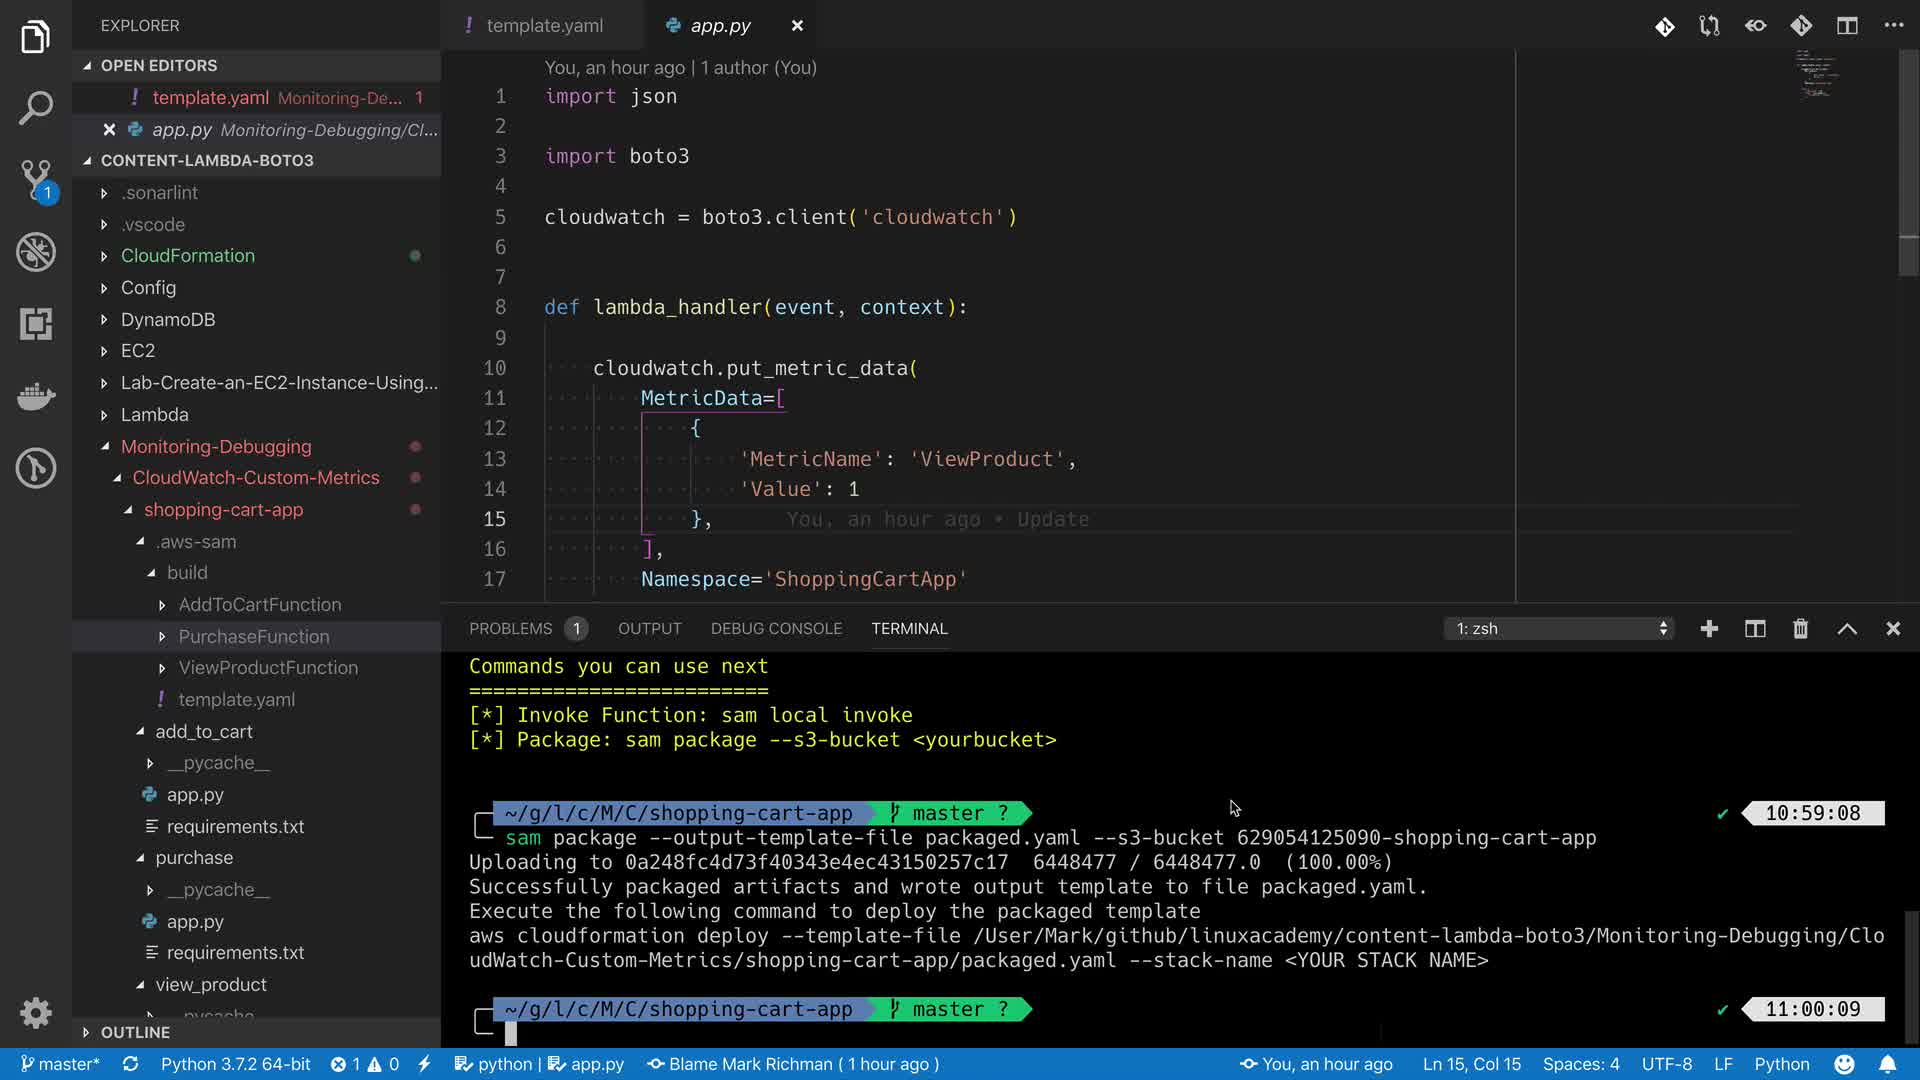 EXPLORER
OPEN EDITORS
! template.yaml Monitoring-De... 1
app.py Monitoring-Debugging/Cl...
CONTENT-LAMBDA-BOTO3
.sonarlint
.vscode
CloudFormation
Config
DynamoDB
EC2
Lab-Create-an-EC2-Instance-Using...
Lambda
Monitoring-Debugging
CloudWatch-Custom-Metrics
shopping-cart-app
.aws-sam
build
AddToCartFunction
PurchaseFunction
ViewProductFunction
! template.yaml
add_to_cart
__pycache__
app.py
requirements.txt
purchase
__pycache__
app.py
requirements.txt
view_product
__pycache__
OUTLINE
1
! template.yaml
app.py
You, an hour ago | 1 author (You)
1 import json
2
3 import boto3
4
5 cloudwatch = boto3.client('cloudwatch')
6
7
8 def lambda_handler(event, context):
9
10 cloudwatch.put_metric_data(
11 MetricData=[
12 {
13 'MetricName': 'ViewProduct',
14 'Value': 1
15 }, You, an hour ago • Update
16 ],
17 Namespace='ShoppingCartApp'
PROBLEMS 1 OUTPUT DEBUG CONSOLE TERMINAL 1: zsh
Commands you can use next
=========================
[*] Invoke Function: sam local invoke
[*] Package: sam package --s3-bucket <yourbucket>
~/g/l/c/M/C/shopping-cart-app master ? ✔ 10:59:08
sam package --output-template-file packaged.yaml --s3-bucket 629054125090-shopping-cart-app
Uploading to 0a248fc4d73f40343e4ec43150257c17 6448477 / 6448477.0 (100.00%)
Successfully packaged artifacts and wrote output template to file packaged.yaml.
Execute the following command to deploy the packaged template
aws cloudformation deploy --template-file /User/Mark/github/linuxacademy/content-lambda-boto3/Monitoring-Debugging/Clo
udWatch-Custom-Metrics/shopping-cart-app/packaged.yaml --stack-name <YOUR STACK NAME>
~/g/l/c/M/C/shopping-cart-app master ? ✔ 11:00:09
master* Python 3.7.2 64-bit 1 0 python | app.py Blame Mark Richman ( 1 hour ago ) You, an hour ago Ln 15, Col 15 Spaces: 4 UTF-8 LF Python